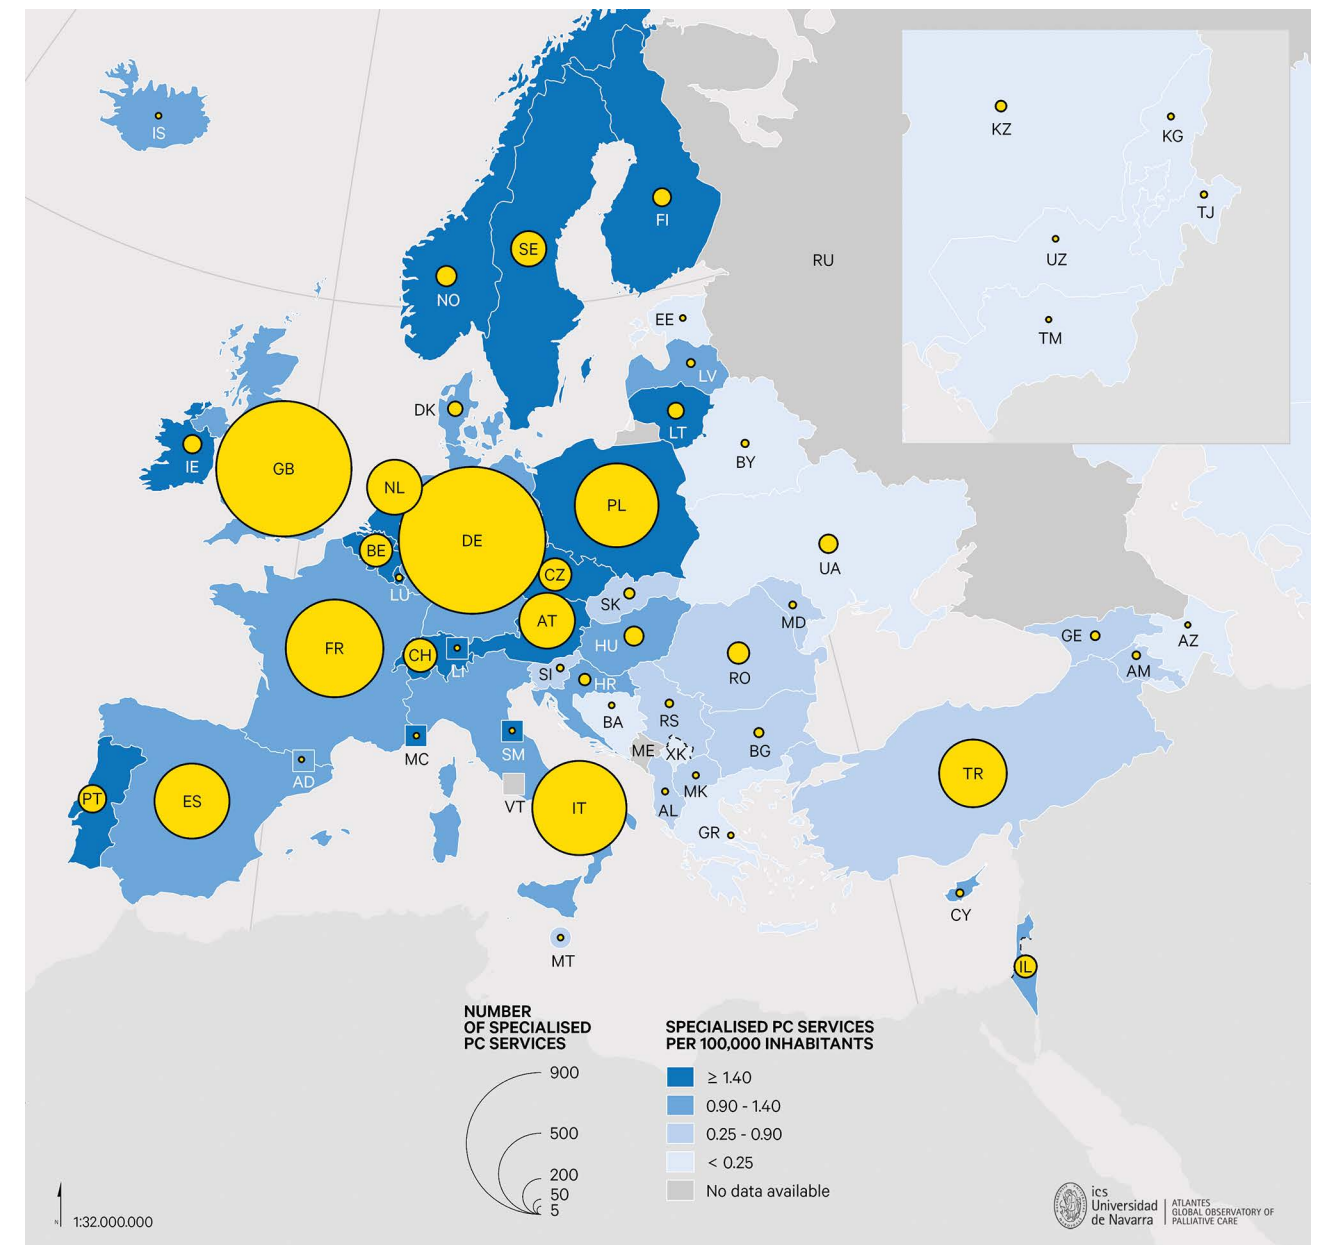 IS
KZ
KG
TJ
UZ
TM
FI
SE
NO
RU
EE
LV
DK
LT
IE
GB
NL
BY
PL
BE
DE
CZ
UA
LU
SK
MD
AT
FR
CH
LI
HU
GE
AZ
RO
AM
SI
HR
BA
RS
MC
SM
ME
XK
BG
AD
VT
TR
PT
ES
IT
MK
AL
GR
CY
MT
IL
NUMBER
OF SPECIALISED
PC SERVICES
900
500
200
50
5
SPECIALISED PC SERVICES
PER 100,000 INHABITANTS
≥ 1.40
0.90 - 1.40
0.25 - 0.90
< 0.25
No data available
N
1:32.000.000
ics
Universidad
de Navarra
ATLANTES
GLOBAL OBSERVATORY OF
PALLIATIVE CARE